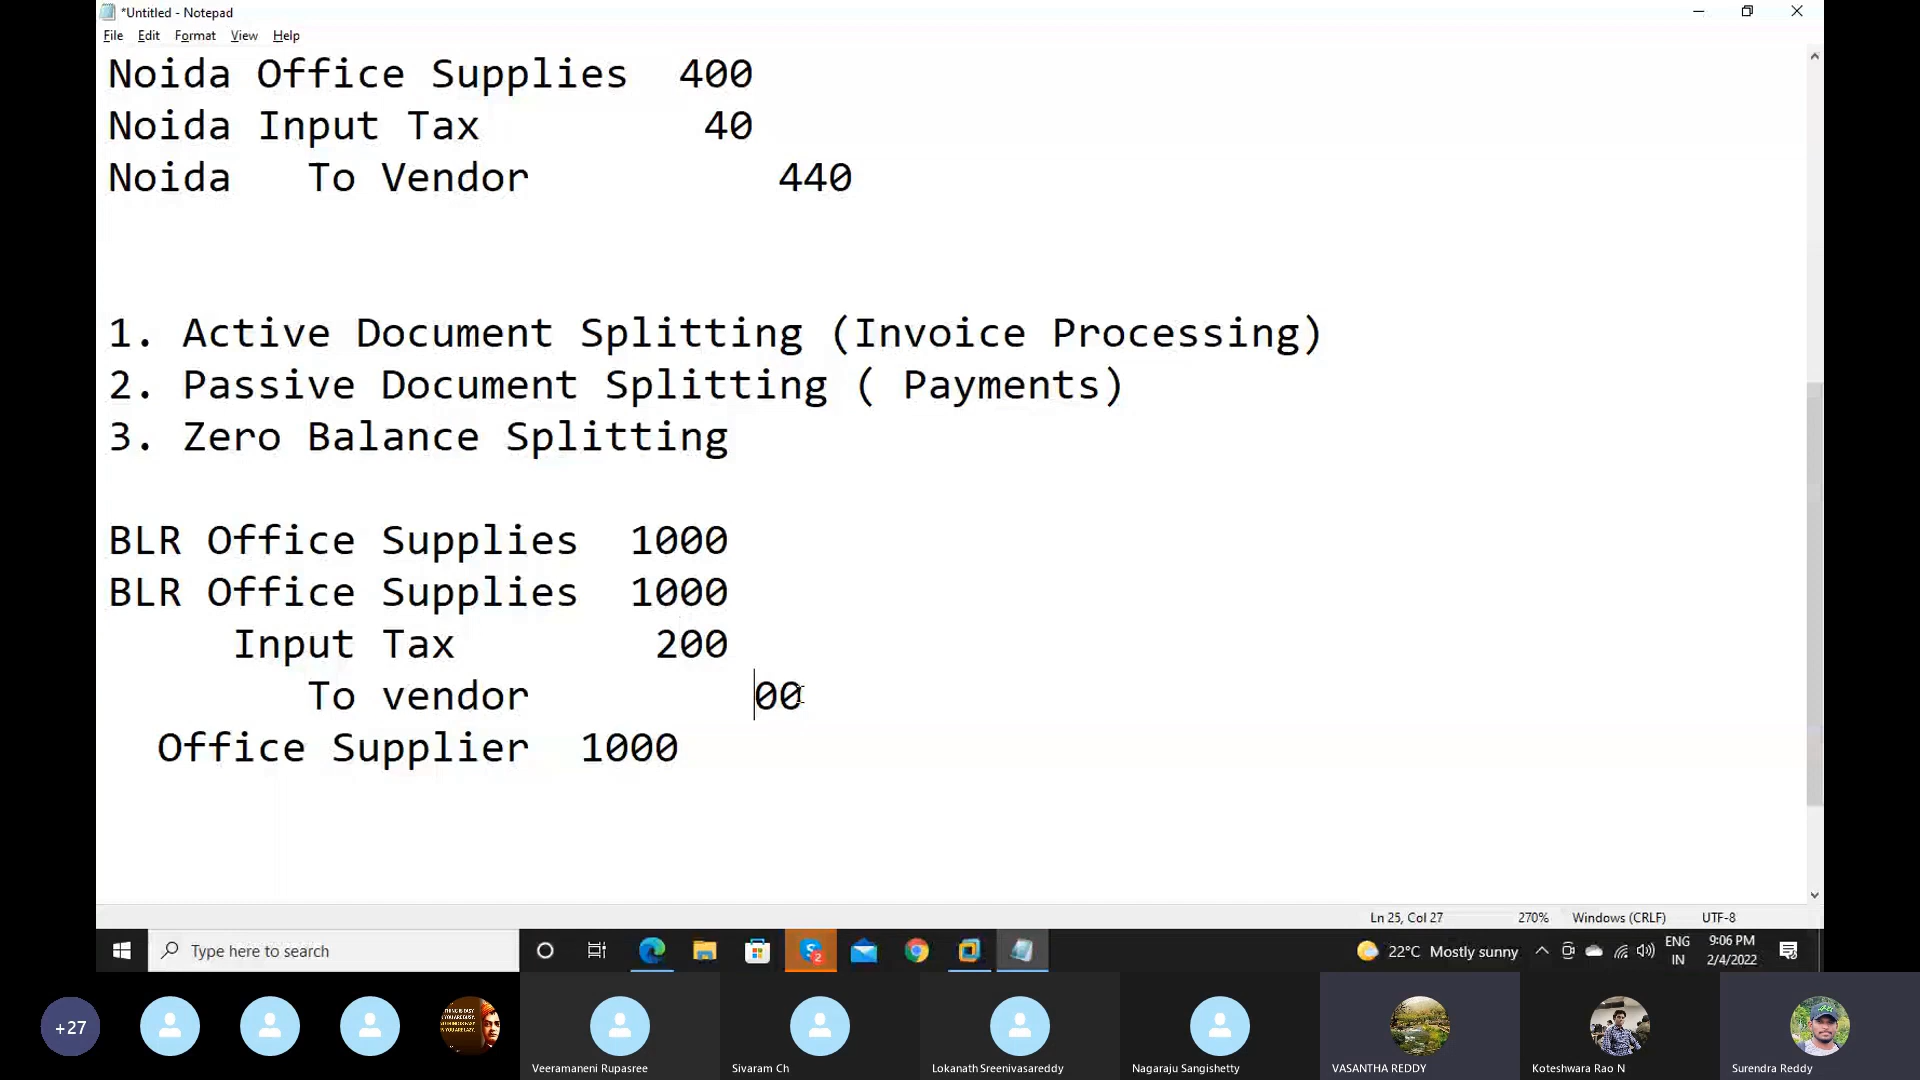 *Untitled - Notepad
File Edit Format View Help
Noida Office Supplies 400
Noida Input Tax 40
Noida To Vendor 440
1. Active Document Splitting (Invoice Processing)
2. Passive Document Splitting ( Payments)
3. Zero Balance Splitting
BLR Office Supplies 1000
BLR Office Supplies 1000
Input Tax 200
To vendor 00
Office Supplier 1000
Ln 25, Col 27 270% Windows (CRLF) UTF-8
Type here to search
2
22°C Mostly sunny
ENG
IN
9:06 PM
2/4/2022
+27
Veeramaneni Rupasree
Sivaram Ch
Lokanath Sreenivasareddy
Nagaraju Sangishetty
VASANTHA REDDY
Koteshwara Rao N
Surendra Reddy